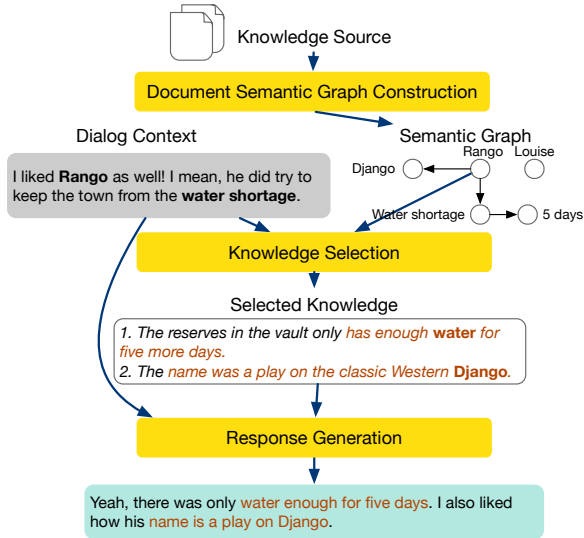 Knowledge Source
Document Semantic Graph Construction
Dialog Context
Semantic Graph
I liked Rango as well! I mean, he did try to
keep the town from the water shortage.
Rango
Louise
Django
Water shortage
5 days
Knowledge Selection
Selected Knowledge
1. The reserves in the vault only has enough water for
five more days.
2. The name was a play on the classic Western Django.
Response Generation
Yeah, there was only water enough for five days. I also liked
how his name is a play on Django.